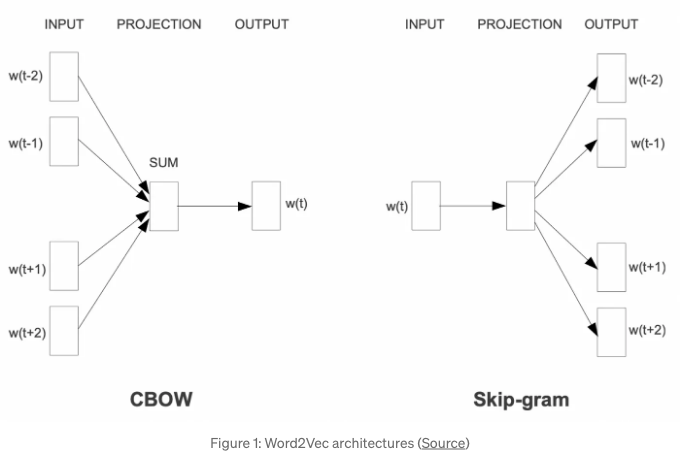 INPUT PROJECTION OUTPUT
w(t-2)
w(t-1)
SUM
w(t)
w(t+1)
w(t+2)
CBOW
INPUT PROJECTION OUTPUT
w(t-2)
w(t-1)
w(t)
w(t+1)
w(t+2)
Skip-gram
Figure 1: Word2Vec architectures (Source)